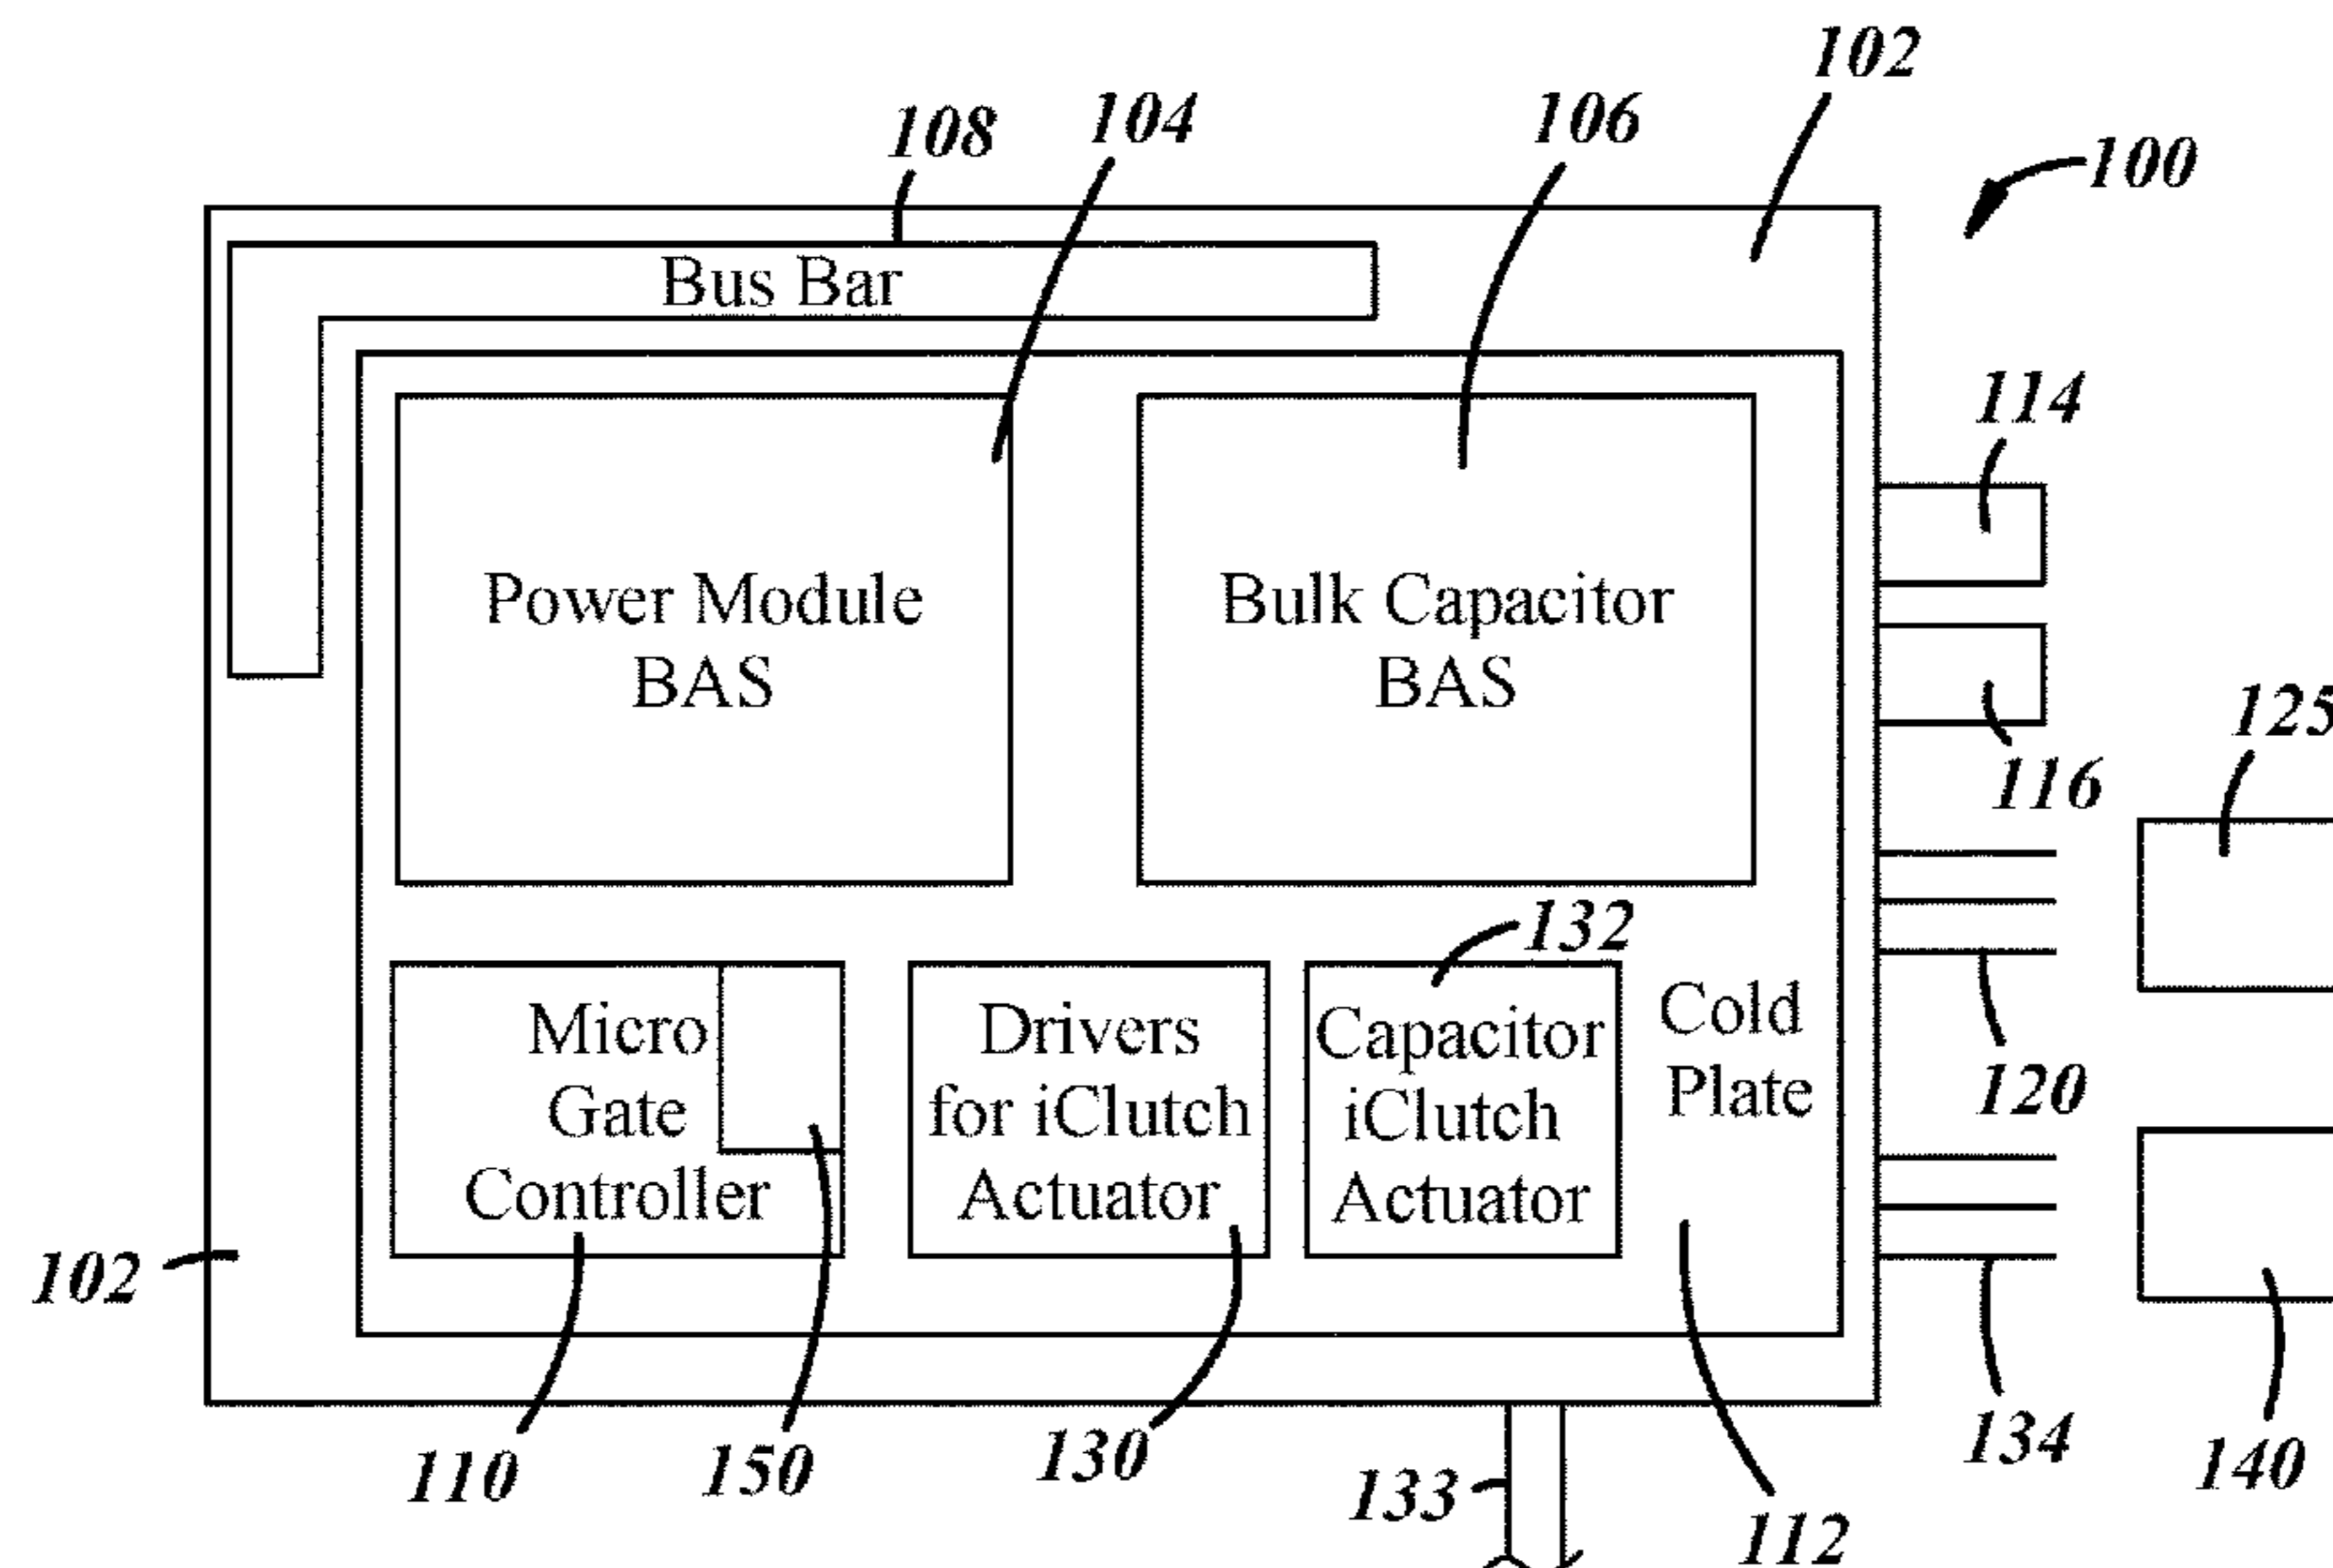 102
108
104
106
100
Bus Bar
114
Power Module
BAS
Bulk Capacitor
BAS
125
116
132
Micro
Gate
Controller
Drivers
for iClutch
Actuator
Capacitor
iClutch
Actuator
Cold
Plate
120
102
110
150
130
133
112
134
140